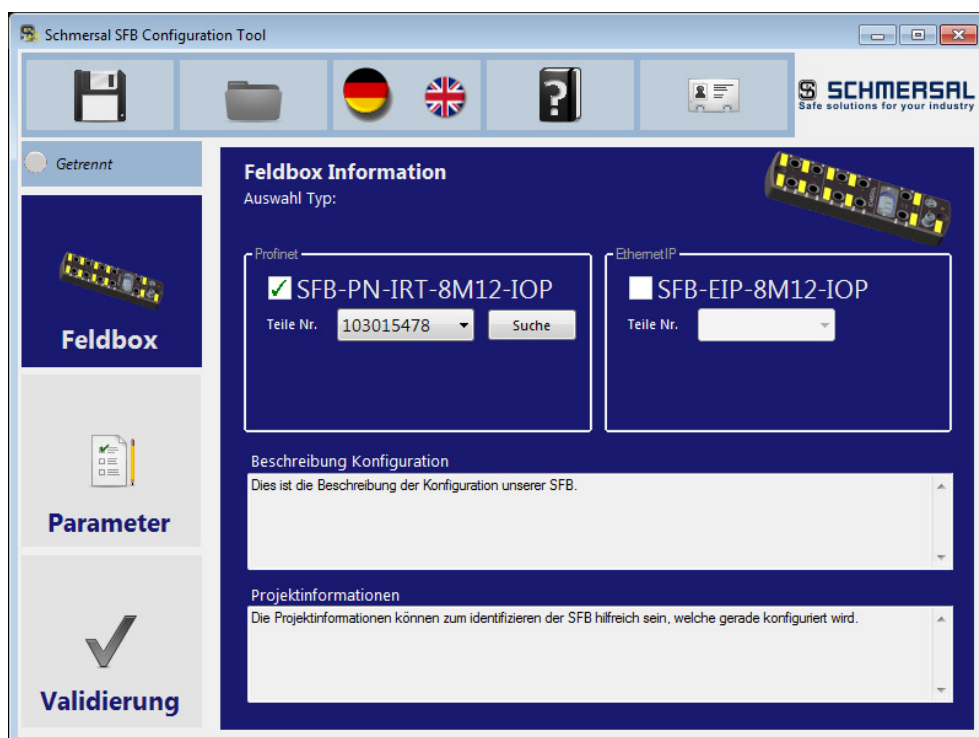 Schmersal SFB Configuration Tool
SCHMERSAL
Safe solutions for your industry
Getrennt
Feldbox
Parameter
Validierung
Feldbox Information
Auswahl Typ:
Profinet
SFB-PN-IRT-8M12-IOP
Teile Nr. 103015478 Suche
EthernetIP
SFB-EIP-8M12-IOP
Teile Nr.
Beschreibung Konfiguration
Dies ist die Beschreibung der Konfiguration unserer SFB.
Projektinformationen
Die Projektinformationen können zum identifizieren der SFB hilfreich sein, welche gerade konfiguriert wird.